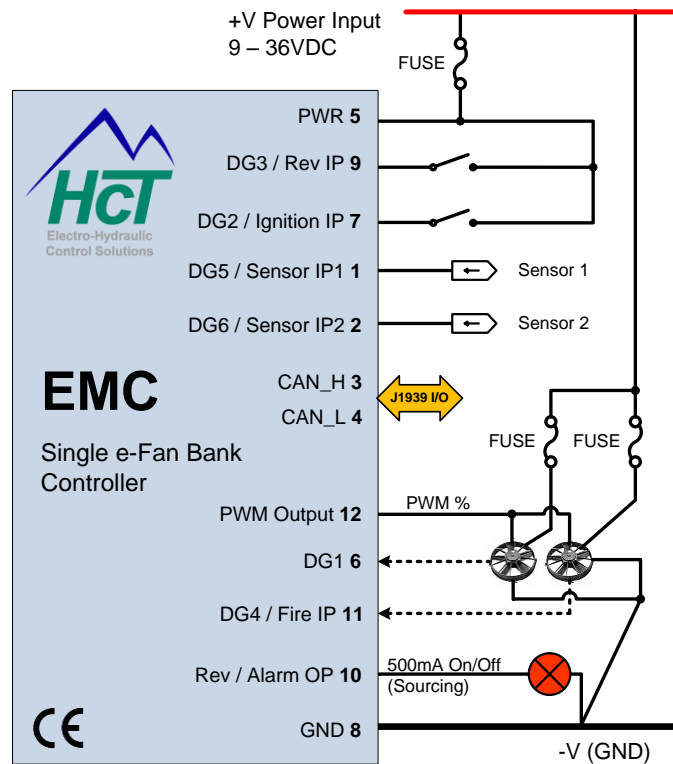 +V Power Input
9 – 36VDC
FUSE
PWR 5
DG3 / Rev IP 9
HCT
Electro-Hydraulic
Control Solutions
DG2 / Ignition IP 7
DG5 / Sensor IP1 1
Sensor 1
DG6 / Sensor IP2 2
Sensor 2
EMC
CAN_H 3
J1939 I/O
CAN_L 4
Single e-Fan Bank
Controller
FUSE
FUSE
PWM Output 12
PWM %
DG1 6
DG4 / Fire IP 11
Rev / Alarm OP 10
500mA On/Off
(Sourcing)
CE
GND 8
-V (GND)